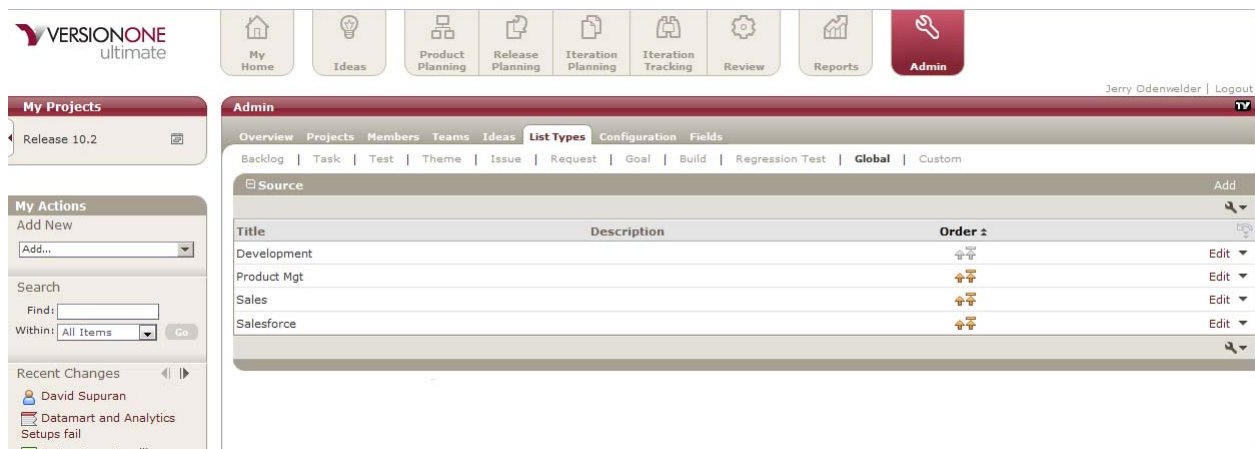 VERSIONONE
ultimate
My Home
Ideas
Product Planning
Release Planning
Iteration Planning
Iteration Tracking
Review
Reports
Admin
Jerry Odenwelder | Logout
My Projects
Release 10.2
Admin
Overview Projects Members Teams Ideas List Types Configuration Fields
Backlog | Task | Test | Theme | Issue | Request | Goal | Build | Regression Test | Global | Custom
Source Add
Title Description Order
Development Edit
Product Mgt Edit
Sales Edit
Salesforce Edit
My Actions
Add New
Add...
Search
Find:
Within: All Items Go
Recent Changes
David Supuran
Datamart and Analytics
Setups fail